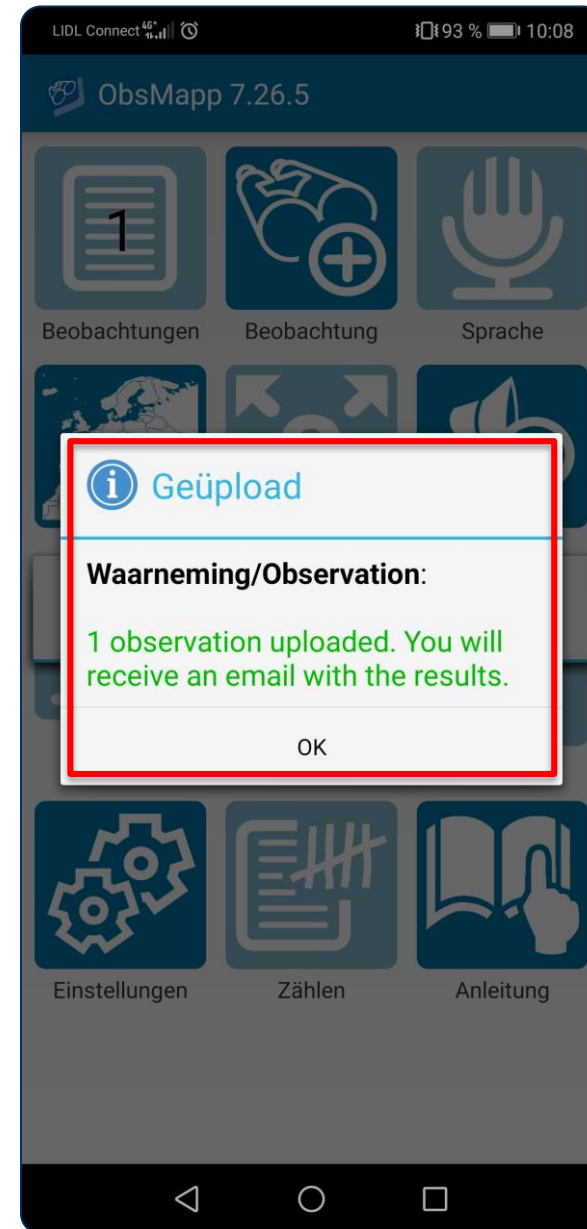 LIDL Connect 4G+ 93 % 10:08
ObsMapp 7.26.5
1
Beobachtungen Beobachtung Sprache
Geüpload
Waarneming/Observation:
1 observation uploaded. You will
receive an email with the results.
OK
Einstellungen Zählen Anleitung